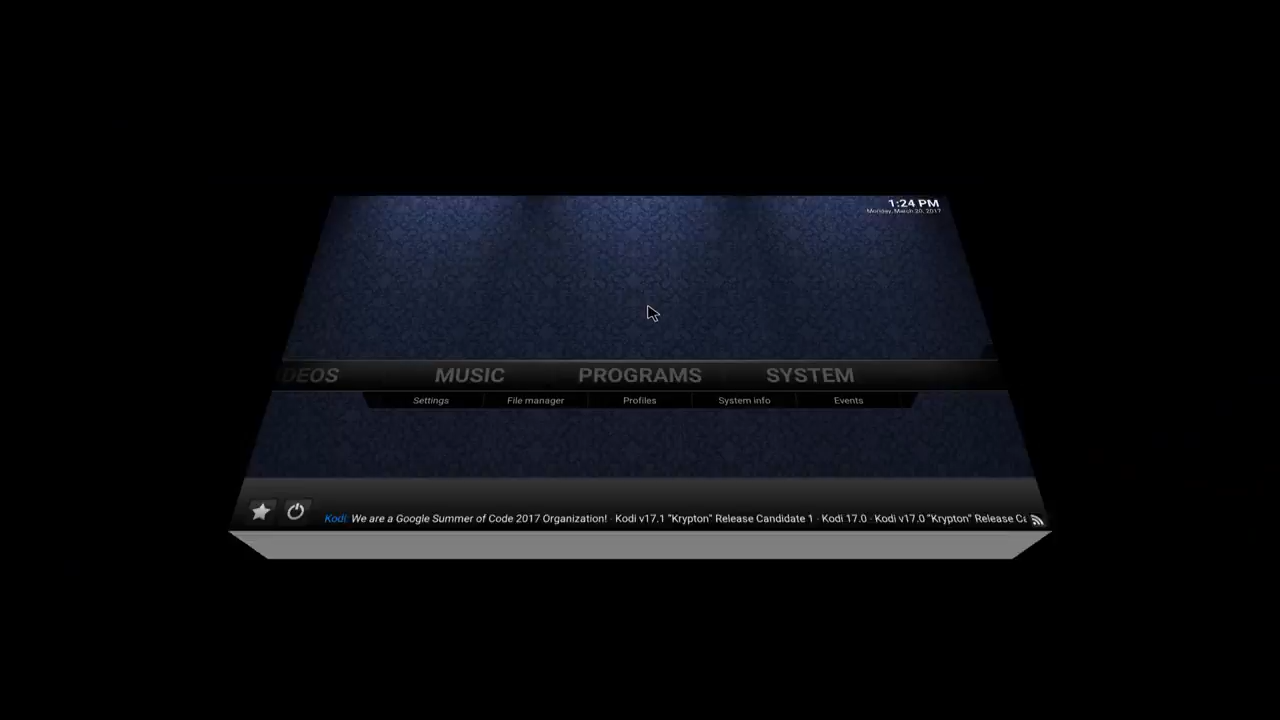 1:24 PM
Monday, March 20, 2017
DEOS MUSIC PROGRAMS SYSTEM
Settings File manager Profiles System info Events
Kodi We are a Google Summer of Code 2017 Organization! · Kodi v17.1 "Krypton" Release Candidate 1 · Kodi 17.0 · Kodi v17.0 "Krypton" Release Ca